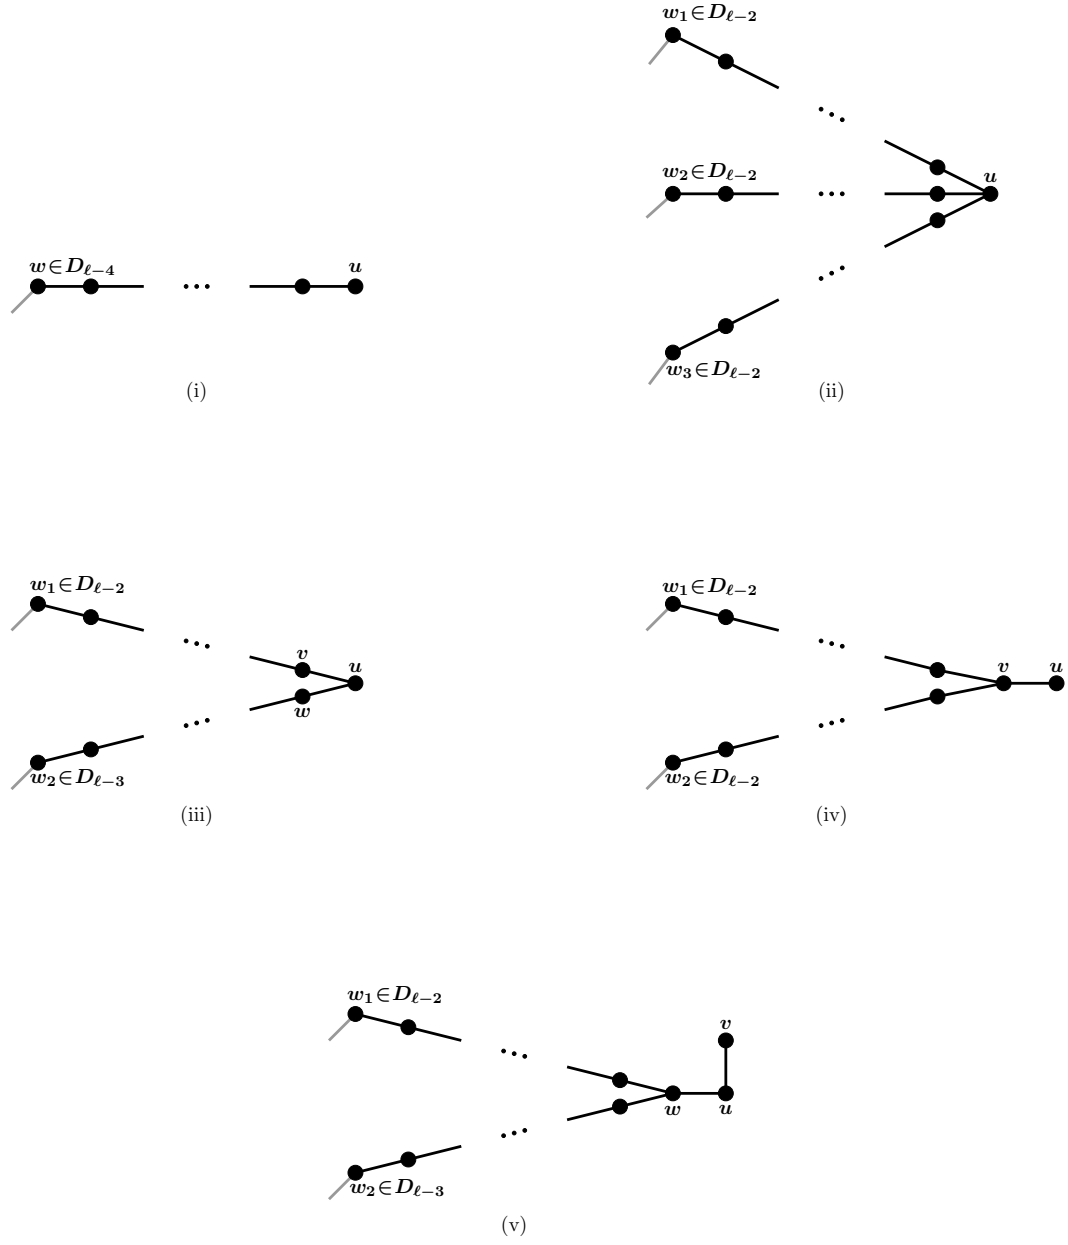 w₁∈D_{ℓ−2}
w₂∈D_{ℓ−2}
u
w∈D_{ℓ−4}
u
w₃∈D_{ℓ−2}
(i)
(ii)
w₁∈D_{ℓ−2}
v
u
w
w₂∈D_{ℓ−3}
(iii)
w₁∈D_{ℓ−2}
v
u
w₂∈D_{ℓ−2}
(iv)
w₁∈D_{ℓ−2}
v
w
u
w₂∈D_{ℓ−3}
(v)